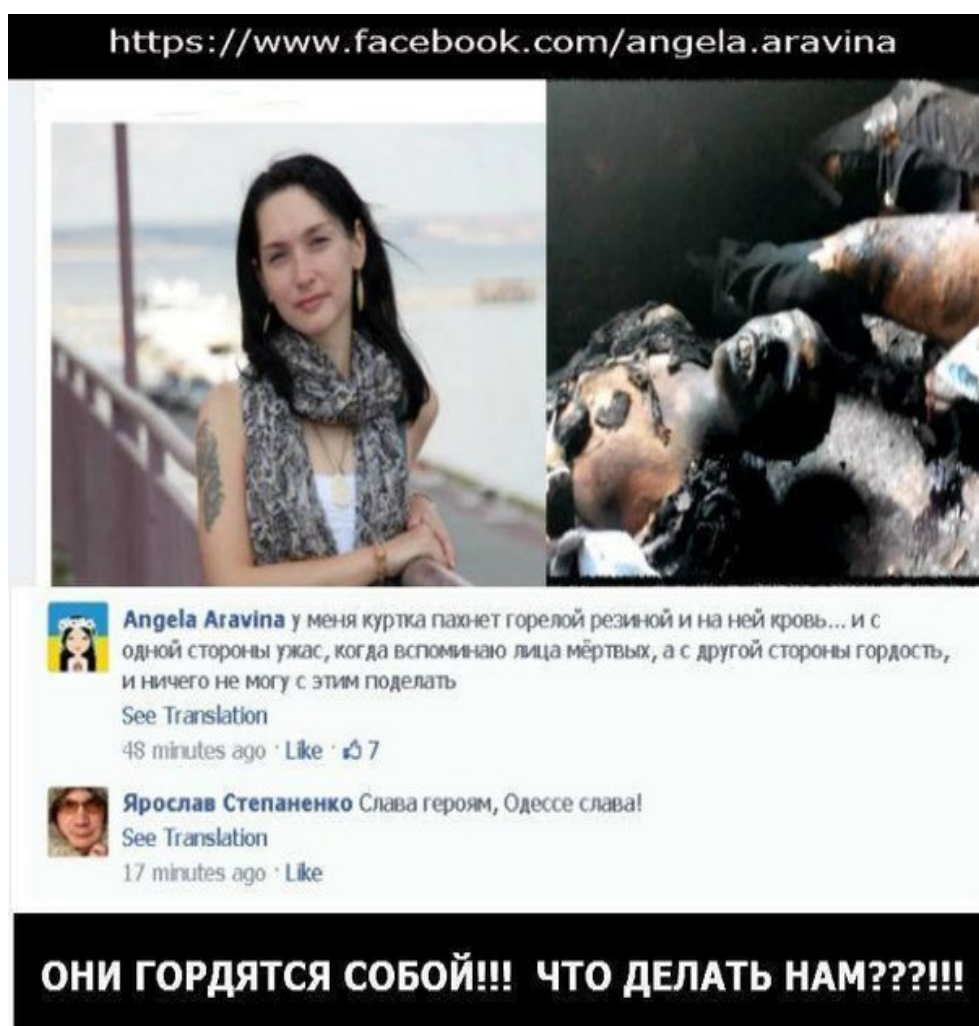 https://www.facebook.com/angela.aravina
Angela Aravina у меня куртка пахнет горелой резиной и на ней кровь... и с
одной стороны ужас, когда вспоминаю лица мёртвых, а с другой стороны гордость,
и ничего не могу с этим поделать
See Translation
48 minutes ago · Like · 7
Ярослав Степаненко Слава героям, Одессе слава!
See Translation
17 minutes ago · Like
ОНИ ГОРДЯТСЯ СОБОЙ!!! ЧТО ДЕЛАТЬ НАМ???!!!